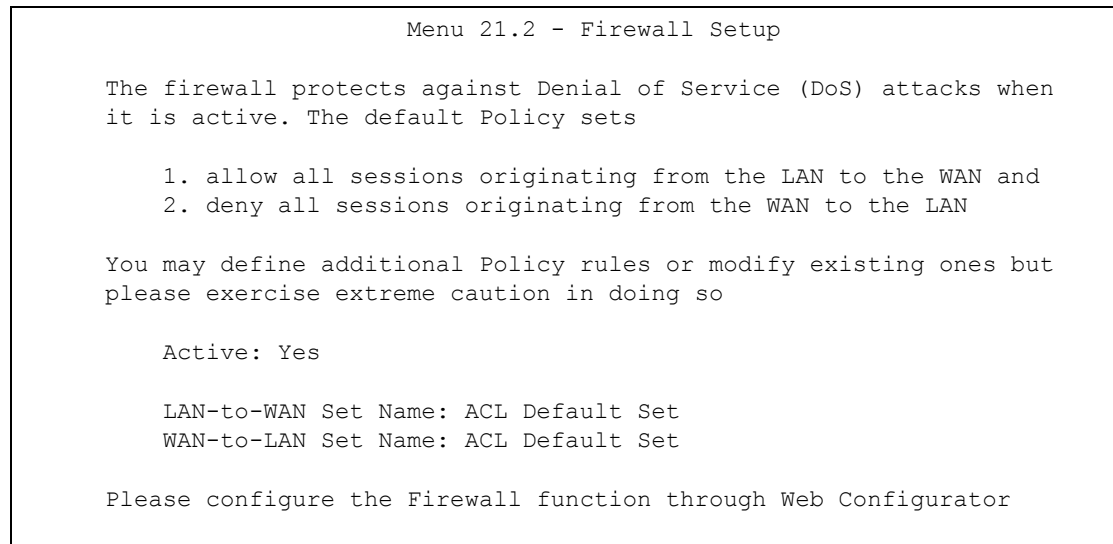 Menu 21.2 - Firewall Setup
The firewall protects against Denial of Service (DoS) attacks when
it is active. The default Policy sets
1. allow all sessions originating from the LAN to the WAN and
2. deny all sessions originating from the WAN to the LAN
You may define additional Policy rules or modify existing ones but
please exercise extreme caution in doing so
Active: Yes
LAN-to-WAN Set Name: ACL Default Set
WAN-to-LAN Set Name: ACL Default Set
Please configure the Firewall function through Web Configurator